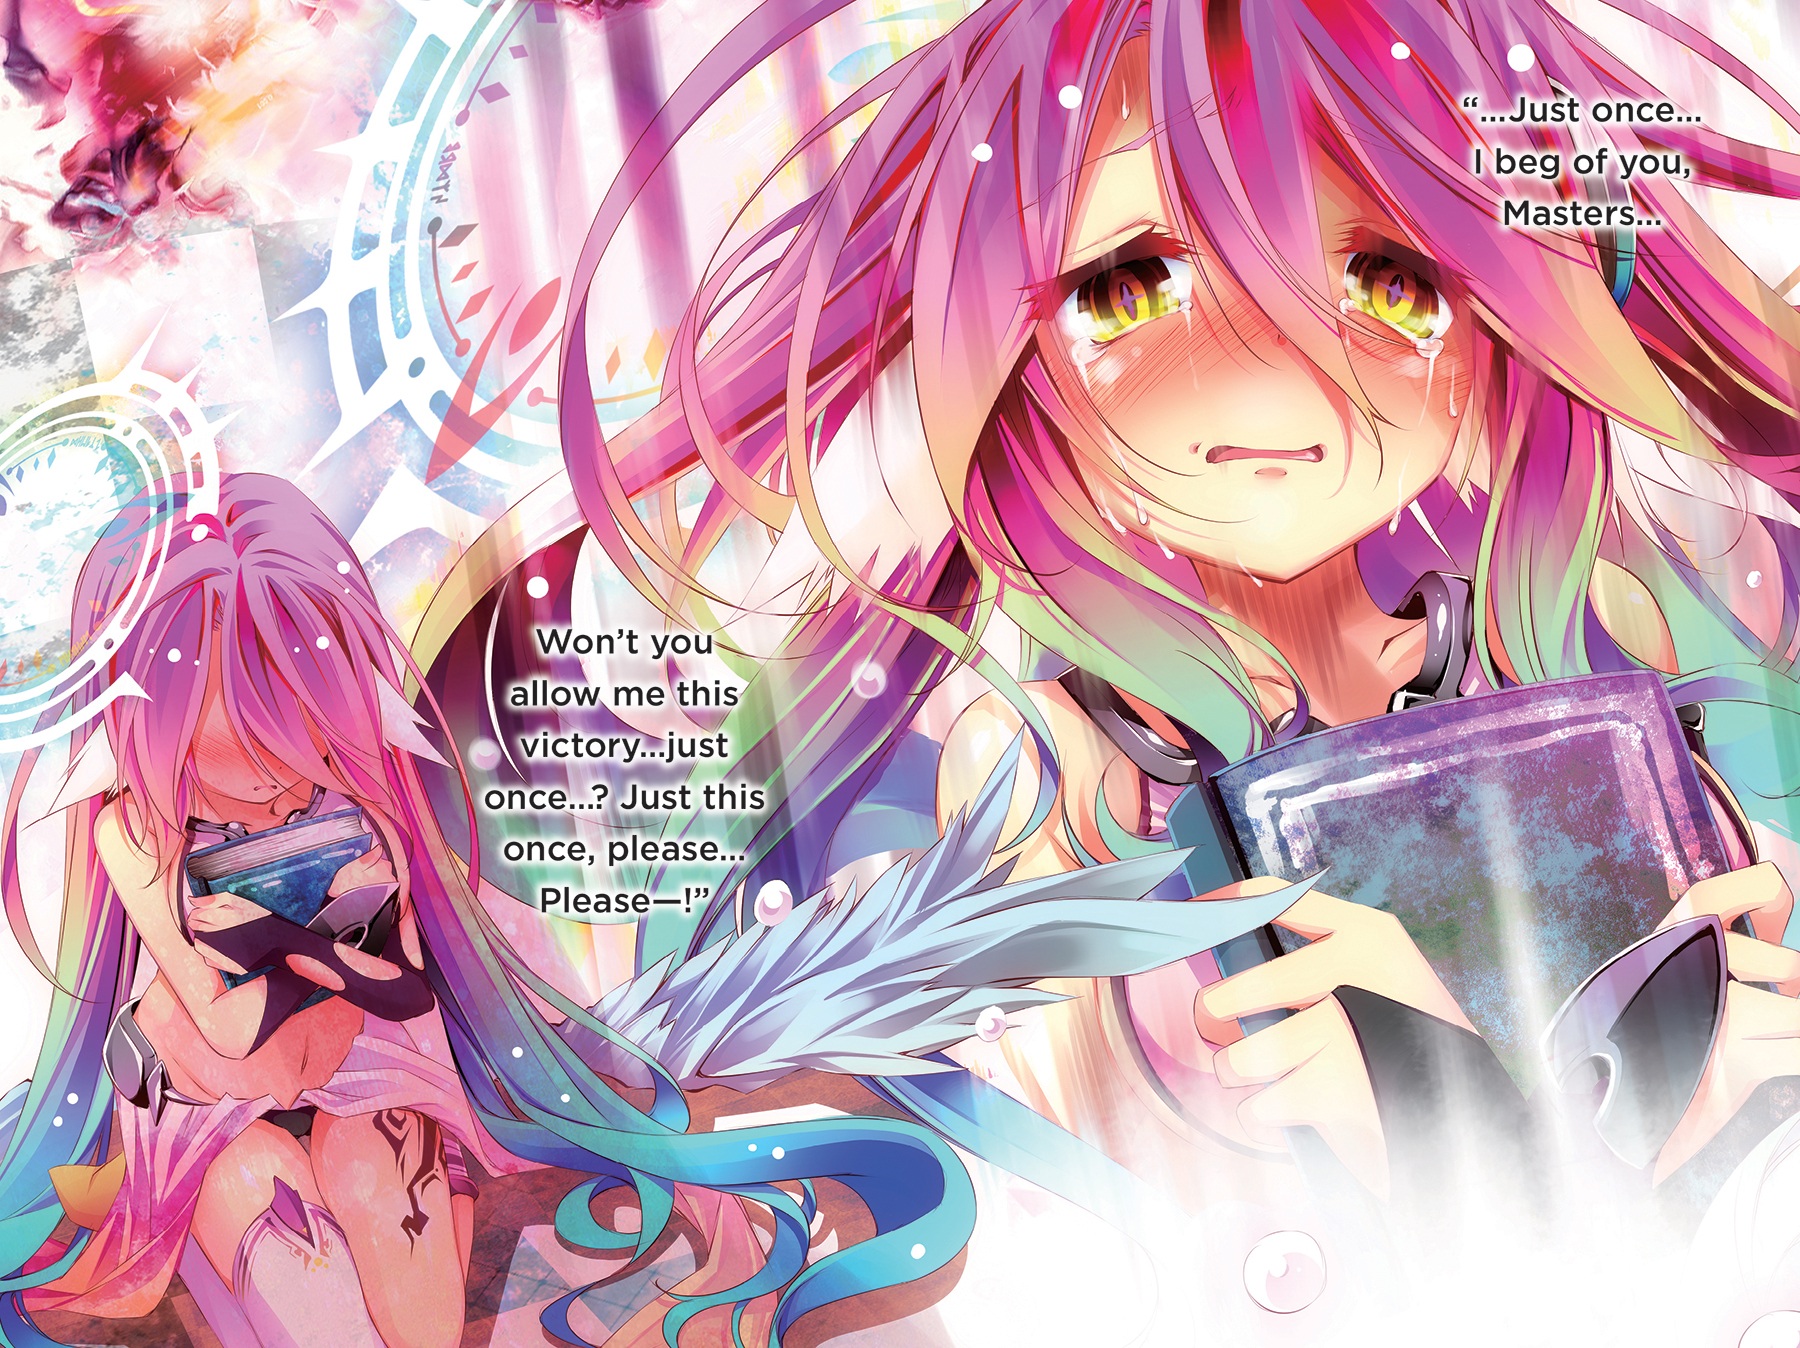 “...Just once...
I beg of you,
Masters...
Won’t you
allow me this
victory...just
once...? Just this
once, please...
Please—!”